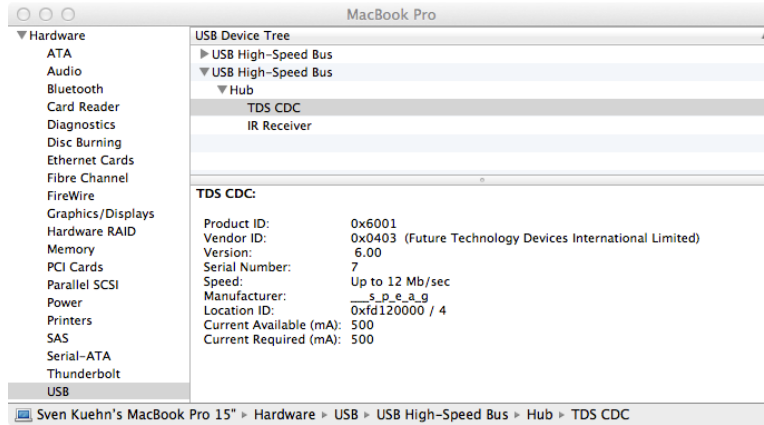 MacBook Pro
Hardware
ATA
Audio
Bluetooth
Card Reader
Diagnostics
Disc Burning
Ethernet Cards
Fibre Channel
FireWire
Graphics/Displays
Hardware RAID
Memory
PCI Cards
Parallel SCSI
Power
Printers
SAS
Serial-ATA
Thunderbolt
USB
USB Device Tree
USB High-Speed Bus
USB High-Speed Bus
Hub
TDS CDC
IR Receiver
TDS CDC:
Product ID: 0x6001
Vendor ID: 0x0403 (Future Technology Devices International Limited)
Version: 6.00
Serial Number: 7
Speed: Up to 12 Mb/sec
Manufacturer: __s_p_e_a_g
Location ID: 0xfd120000 / 4
Current Available (mA): 500
Current Required (mA): 500
Sven Kuehn's MacBook Pro 15" ▸ Hardware ▸ USB ▸ USB High-Speed Bus ▸ Hub ▸ TDS CDC